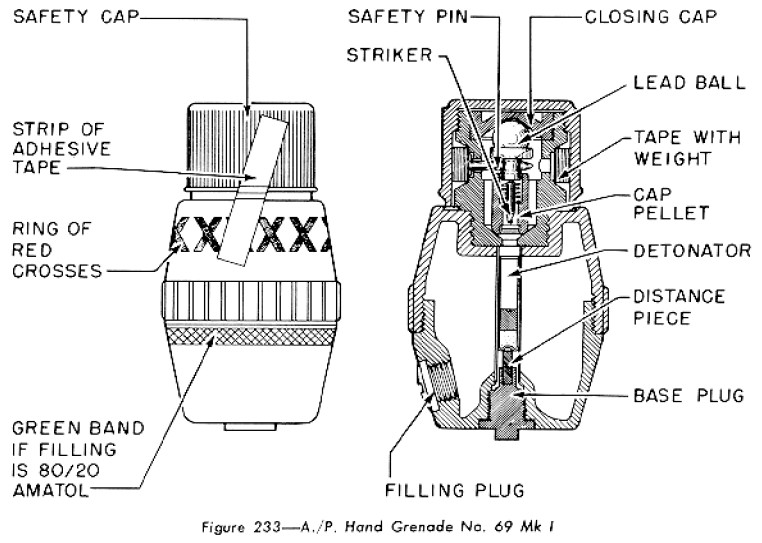 SAFETY CAP
STRIP OF
ADHESIVE
TAPE
RING OF
RED
CROSSES
GREEN BAND
IF FILLING
IS 80/20
AMATOL
SAFETY PIN
STRIKER
CLOSING CAP
LEAD BALL
TAPE WITH
WEIGHT
CAP
PELLET
DETONATOR
DISTANCE
PIECE
BASE PLUG
FILLING PLUG
Figure 233—A./P. Hand Grenade No. 69 Mk I